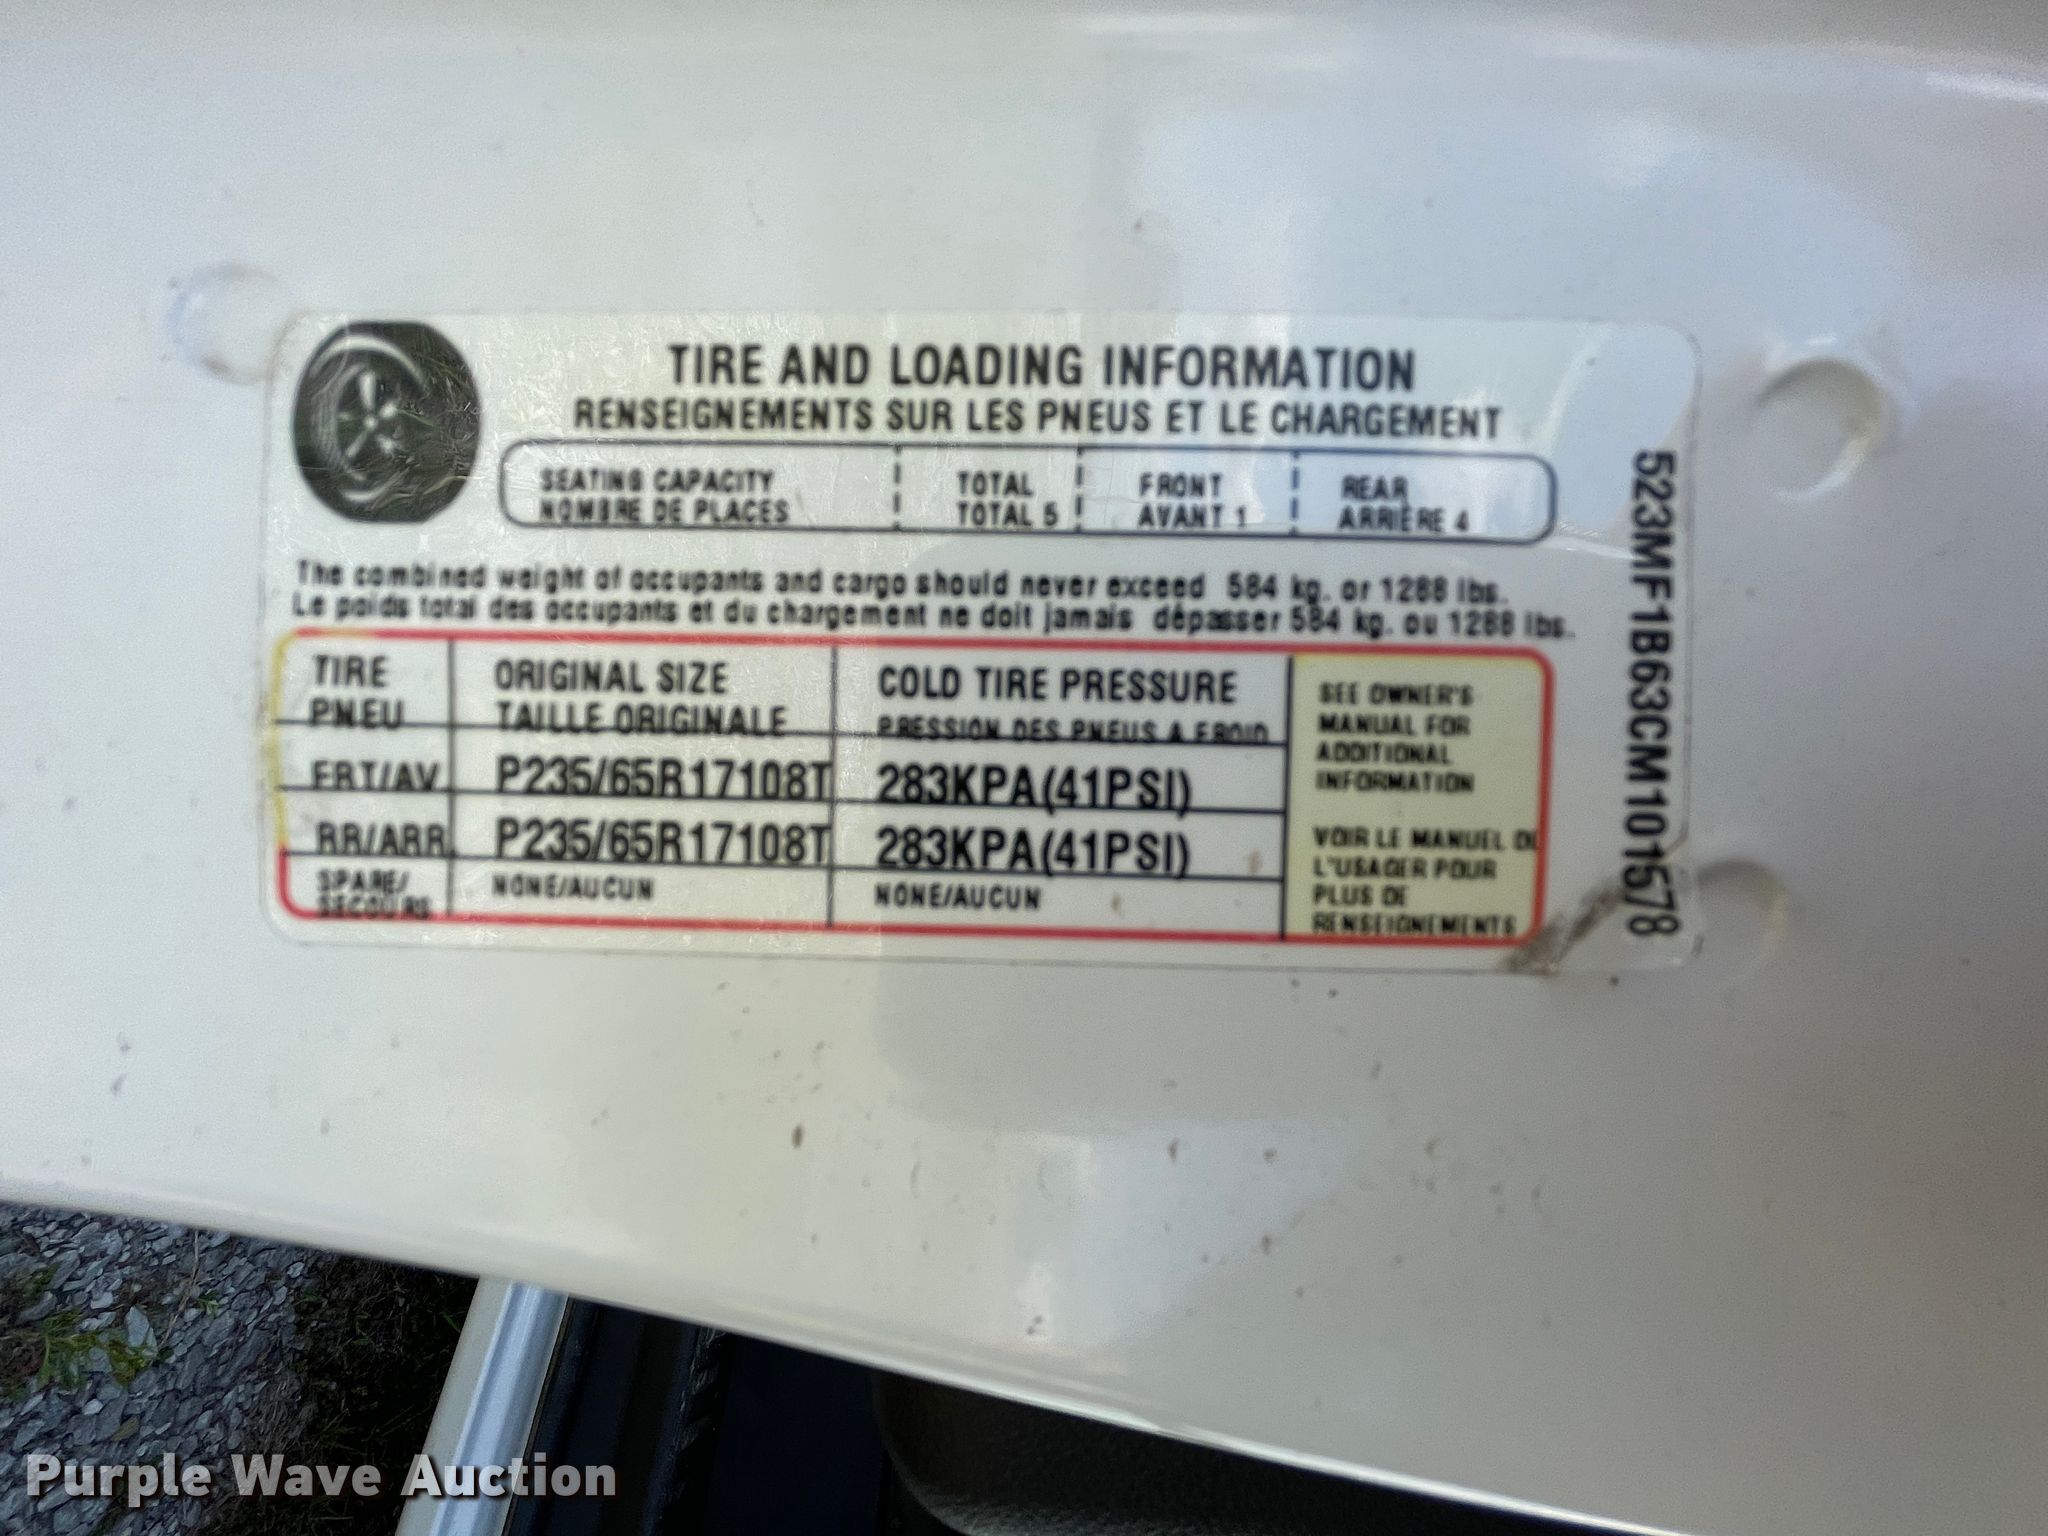 TIRE AND LOADING INFORMATION
RENSEIGNEMENTS SUR LES PNEUS ET LE CHARGEMENT
SEATING CAPACITY TOTAL FRONT REAR
NOMBRE DE PLACES TOTAL 5 AVANT 1 ARRIÈRE 4
The combined weight of occupants and cargo should never exceed 584 kg. or 1288 lbs.
Le poids total des occupants et du chargement ne doit jamais dépasser 584 kg. ou 1288 lbs.
TIRE ORIGINAL SIZE COLD TIRE PRESSURE
PNEU TAILLE ORIGINALE PRESSION DES PNEUS A FROID
FRT/AV P235/65R17108T 283KPA(41PSI)
RR/ARR P235/65R17108T 283KPA(41PSI)
SPARE/ NONE/AUCUN NONE/AUCUN
SECOURS
SEE OWNER'S
MANUAL FOR
ADDITIONAL
INFORMATION
VOIR LE MANUEL DE
L'USAGER POUR
PLUS DE
RENSEIGNEMENTS
523MF1B63CM101578
Purple Wave Auction